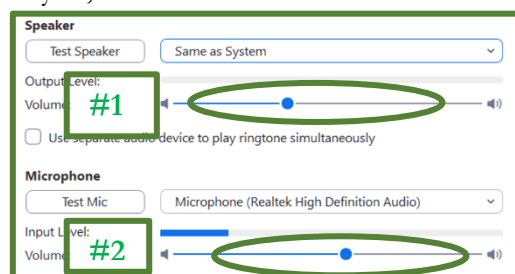 Speaker
Test Speaker Same as System
Output Level:
Volume: #1
Use separate audio device to play ringtone simultaneously
Microphone
Test Mic Microphone (Realtek High Definition Audio)
Input Level:
Volume: #2